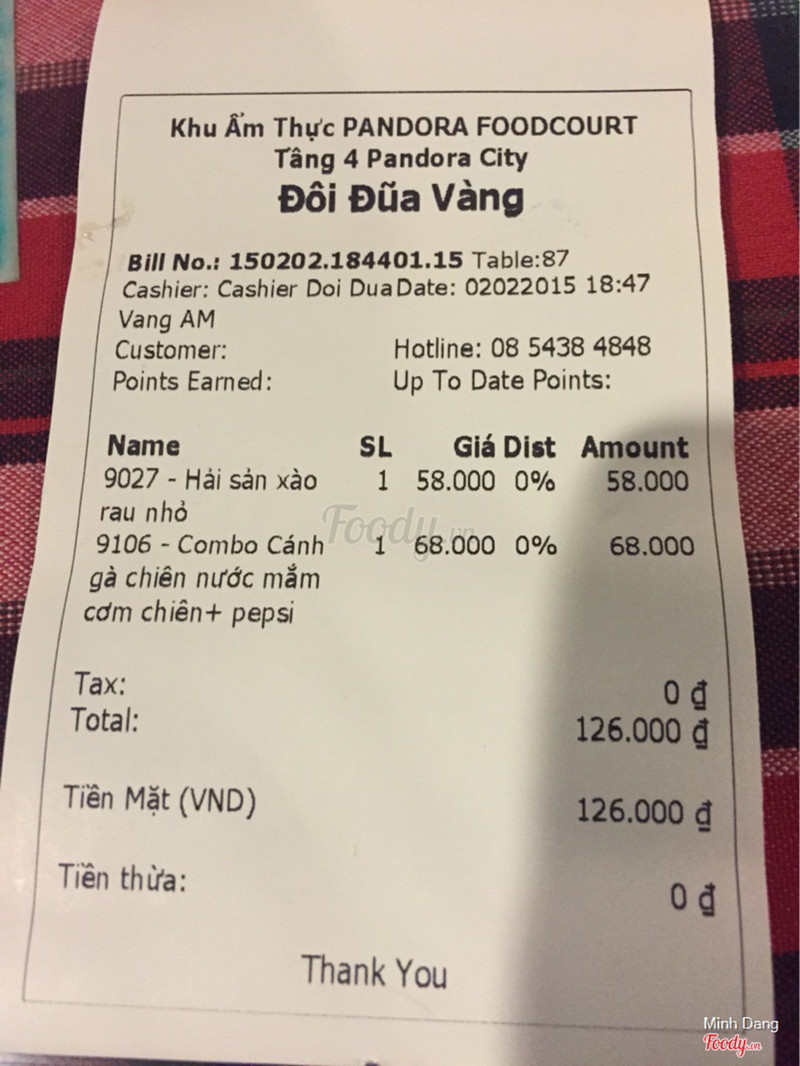 Khu Ẩm Thực PANDORA FOODCOURT
Tầng 4 Pandora City
Đôi Đũa Vàng
Bill No.: 150202.184401.15 Table:87
Cashier: Cashier Doi Dua Date: 02022015 18:47
Vang AM
Customer: Hotline: 08 5438 4848
Points Earned: Up To Date Points:
Name SL Giá Dist Amount
9027 - Hải sản xào 1 58.000 0% 58.000
rau nhỏ
9106 - Combo Cánh 1 68.000 0% 68.000
gà chiên nước mắm
cơm chiên+ pepsi
Tax: 0 ₫
Total: 126.000 ₫
Tiền Mặt (VND) 126.000 ₫
Tiền thừa: 0 ₫
Thank You
Foody.vn
Minh Dang
Foody.vn